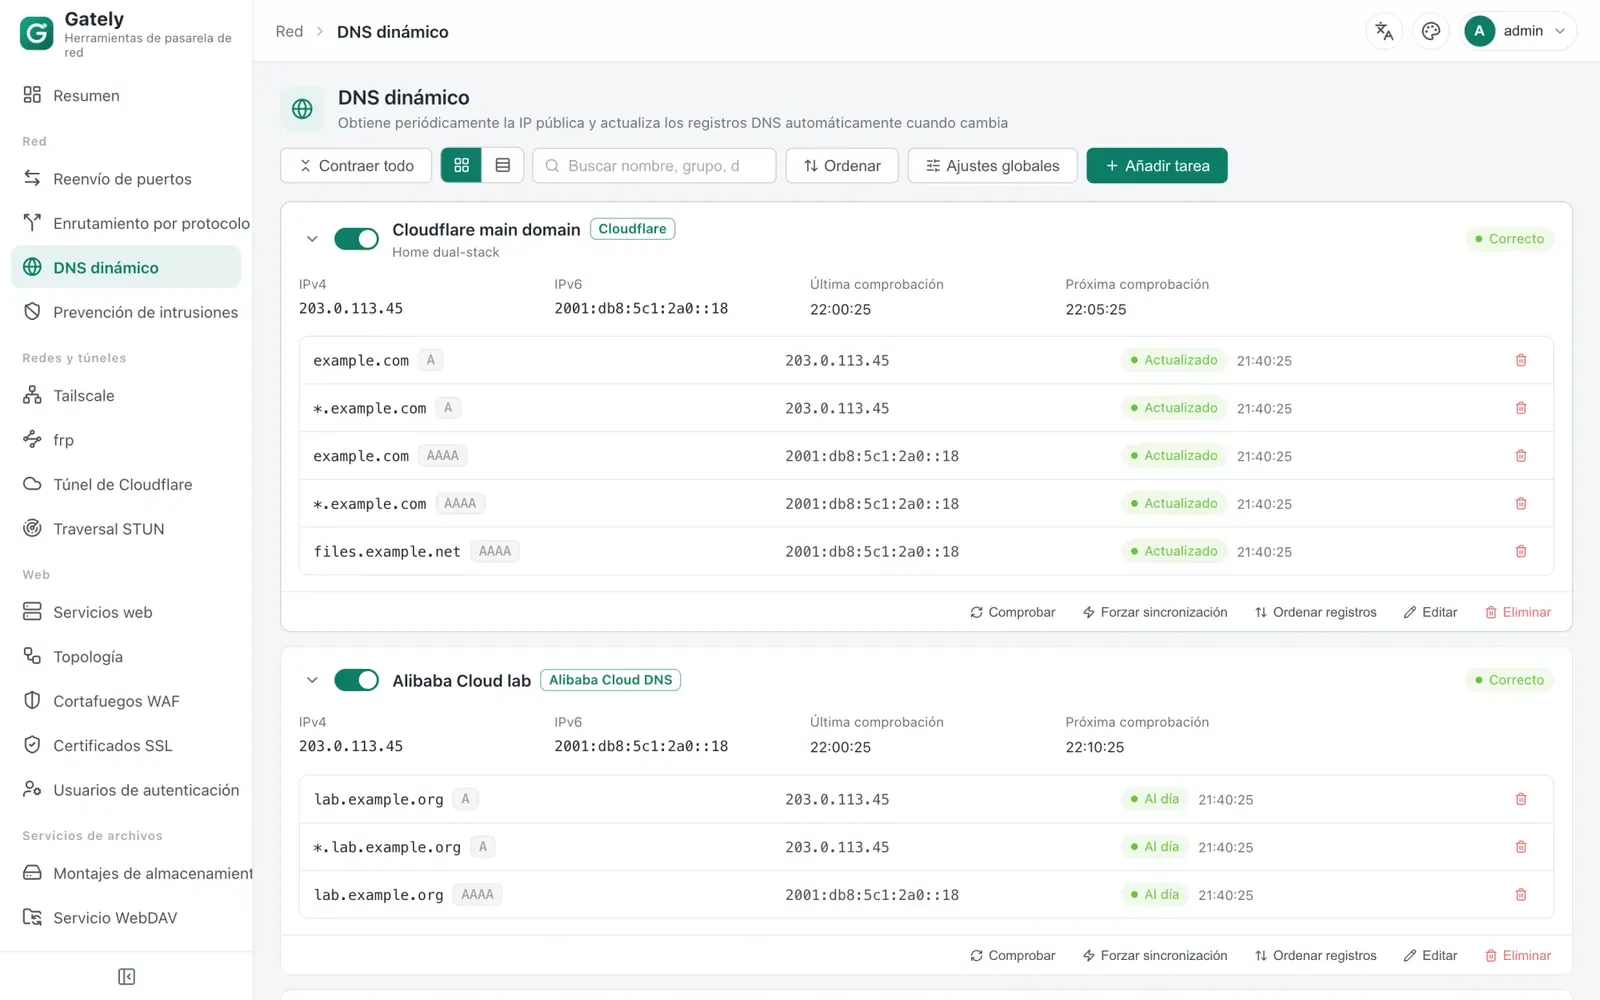 Gately
Herramientas de pasarela de red
Resumen
Red
Reenvío de puertos
Enrutamiento por protocolo
DNS dinámico
Prevención de intrusiones
Redes y túneles
Tailscale
frp
Túnel de Cloudflare
Traversal STUN
Web
Servicios web
Topología
Cortafuegos WAF
Certificados SSL
Usuarios de autenticación
Servicios de archivos
Montajes de almacenamient
Servicio WebDAV
Red > DNS dinámico
A admin
DNS dinámico
Obtiene periódicamente la IP pública y actualiza los registros DNS automáticamente cuando cambia
Contraer todo Buscar nombre, grupo, d Ordenar Ajustes globales + Añadir tarea
Cloudflare main domain Cloudflare Correcto
Home dual-stack
IPv4 IPv6 Última comprobación Próxima comprobación
203.0.113.45 2001:db8:5c1:2a0::18 22:00:25 22:05:25
example.com A 203.0.113.45 Actualizado 21:40:25
*.example.com A 203.0.113.45 Actualizado 21:40:25
example.com AAAA 2001:db8:5c1:2a0::18 Actualizado 21:40:25
*.example.com AAAA 2001:db8:5c1:2a0::18 Actualizado 21:40:25
files.example.net AAAA 2001:db8:5c1:2a0::18 Actualizado 21:40:25
Comprobar Forzar sincronización Ordenar registros Editar Eliminar
Alibaba Cloud lab Alibaba Cloud DNS Correcto
IPv4 IPv6 Última comprobación Próxima comprobación
203.0.113.45 2001:db8:5c1:2a0::18 22:00:25 22:10:25
lab.example.org A 203.0.113.45 Al día 21:40:25
*.lab.example.org A 203.0.113.45 Al día 21:40:25
lab.example.org AAAA 2001:db8:5c1:2a0::18 Al día 21:40:25
Comprobar Forzar sincronización Ordenar registros Editar Eliminar